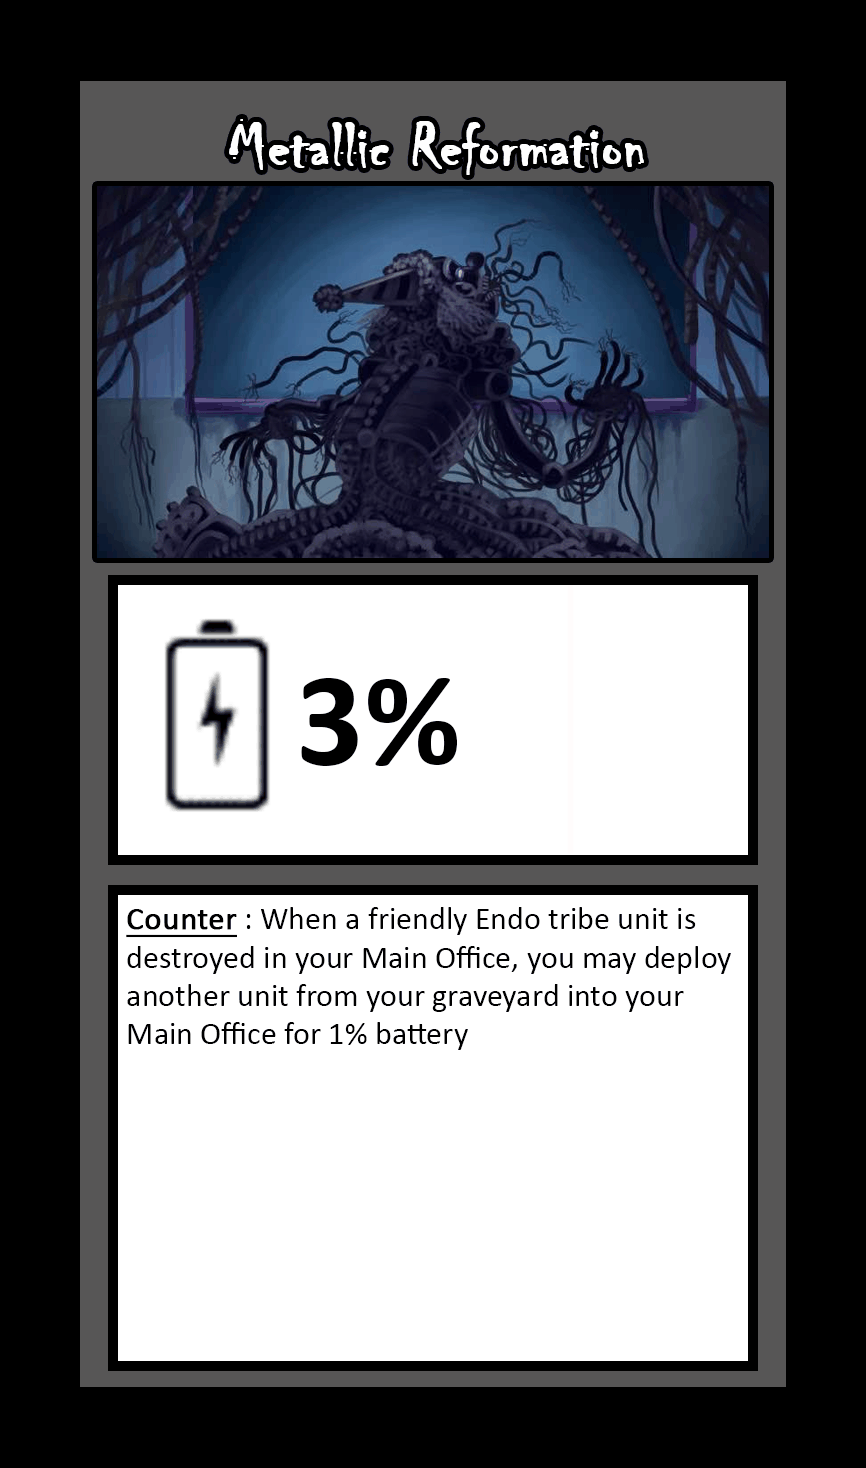 Metallic Reformation
3%
Counter : When a friendly Endo tribe unit is
destroyed in your Main Office, you may deploy
another unit from your graveyard into your
Main Office for 1% battery